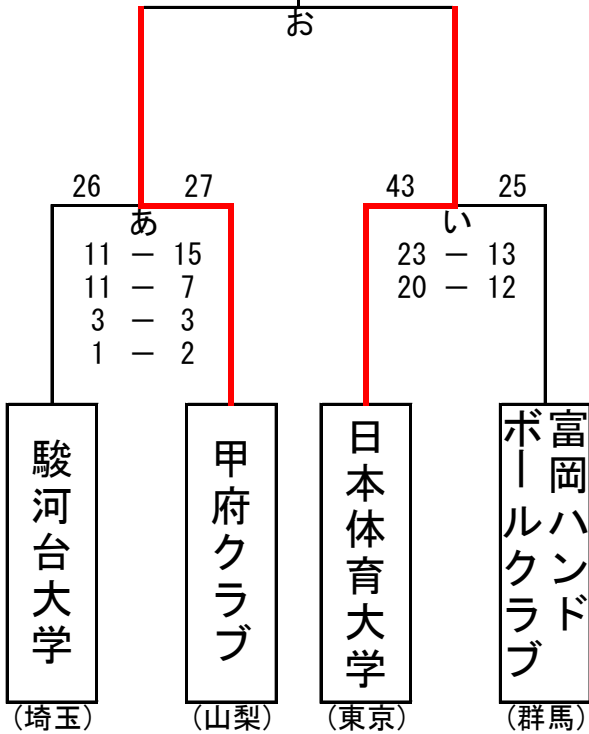 お
26 27 43 25
あ い
11 － 15 23 － 13
11 － 7 20 － 12
3 － 3
1 － 2
駿河台大学
甲府クラブ
日本体育大学
富岡ハンド
ボールクラブ
(埼玉) (山梨) (東京) (群馬)